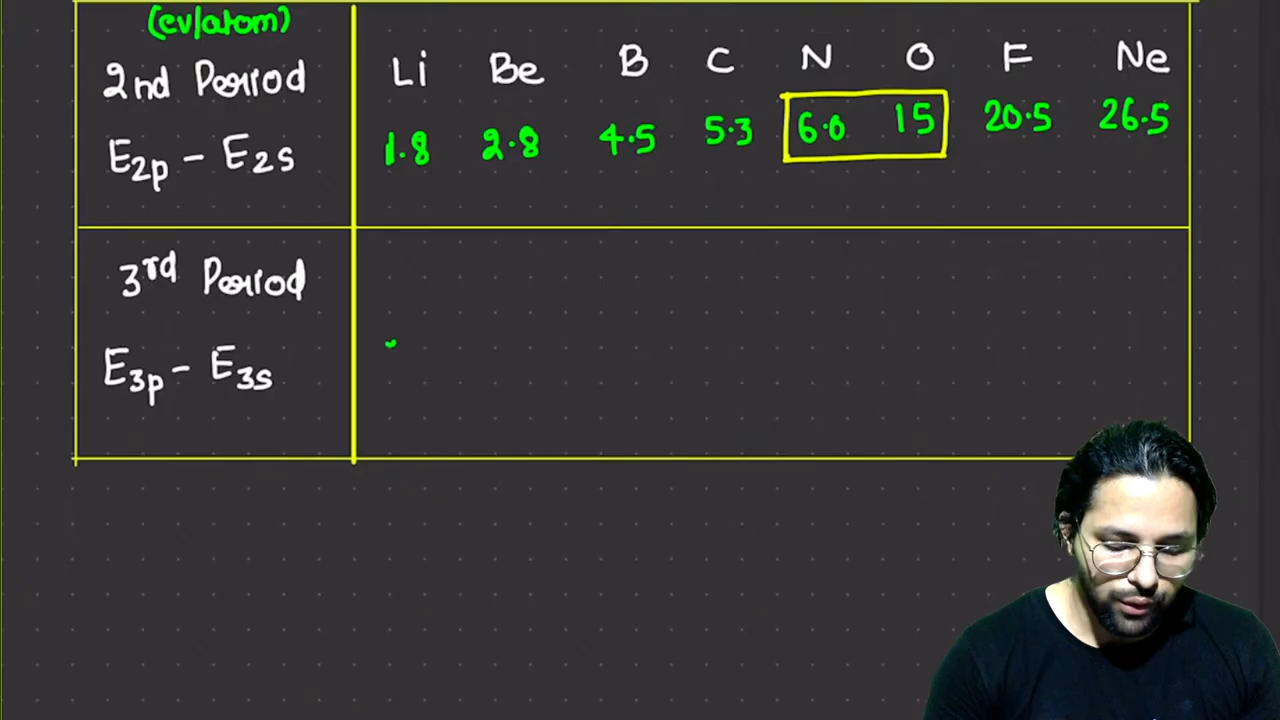 (ev/atom)
2nd Period Li Be B C N O F Ne
E2p - E2s 1.8 2.8 4.5 5.3 6.0 15 20.5 26.5
3rd Period
E3p - E3s